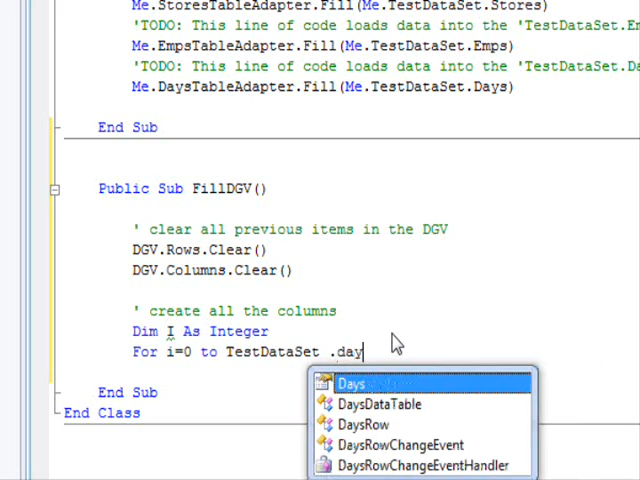 Me.StoresTableAdapter.Fill(Me.TestDataSet.Stores)
'TODO: This line of code loads data into the 'TestDataSet.Em
Me.EmpsTableAdapter.Fill(Me.TestDataSet.Emps)
'TODO: This line of code loads data into the 'TestDataSet.Da
Me.DaysTableAdapter.Fill(Me.TestDataSet.Days)
End Sub
Public Sub FillDGV()
' clear all previous items in the DGV
DGV.Rows.Clear()
DGV.Columns.Clear()
' create all the columns
Dim I As Integer
For i=0 to TestDataSet .day
Days
DaysDataTable
DaysRow
DaysRowChangeEvent
DaysRowChangeEventHandler
End Sub
End Class